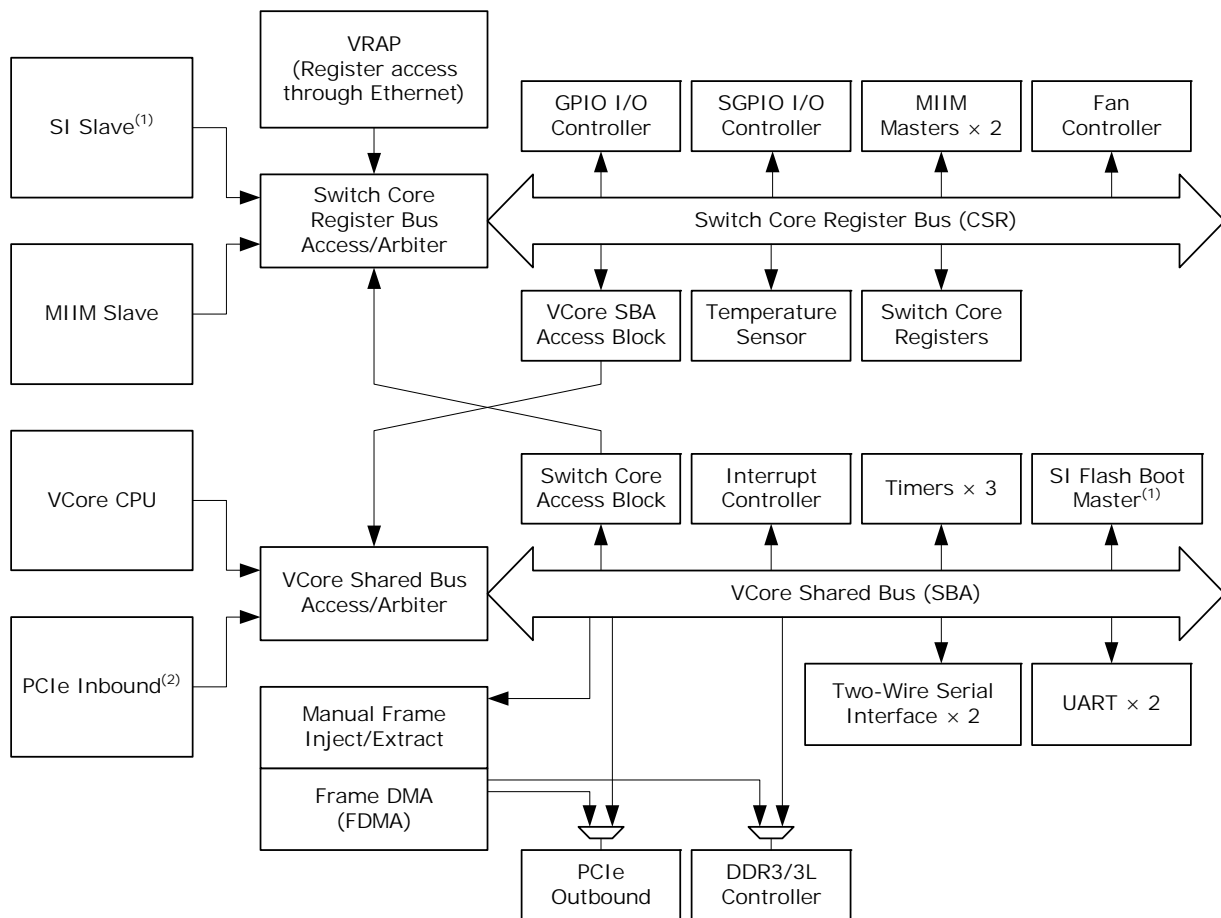 VRAP
(Register access
through Ethernet)
SI Slave(1)
GPIO I/O
Controller
SGPIO I/O
Controller
MIIM
Masters × 2
Fan
Controller
Switch Core
Register Bus
Access/Arbiter
Switch Core Register Bus (CSR)
MIIM Slave
VCore SBA
Access Block
Temperature
Sensor
Switch Core
Registers
VCore CPU
Switch Core
Access Block
Interrupt
Controller
Timers × 3
SI Flash Boot
Master(1)
VCore Shared Bus
Access/Arbiter
VCore Shared Bus (SBA)
PCIe Inbound(2)
Manual Frame
Inject/Extract
Two-Wire Serial
Interface × 2
UART × 2
Frame DMA
(FDMA)
PCIe
Outbound
DDR3/3L
Controller